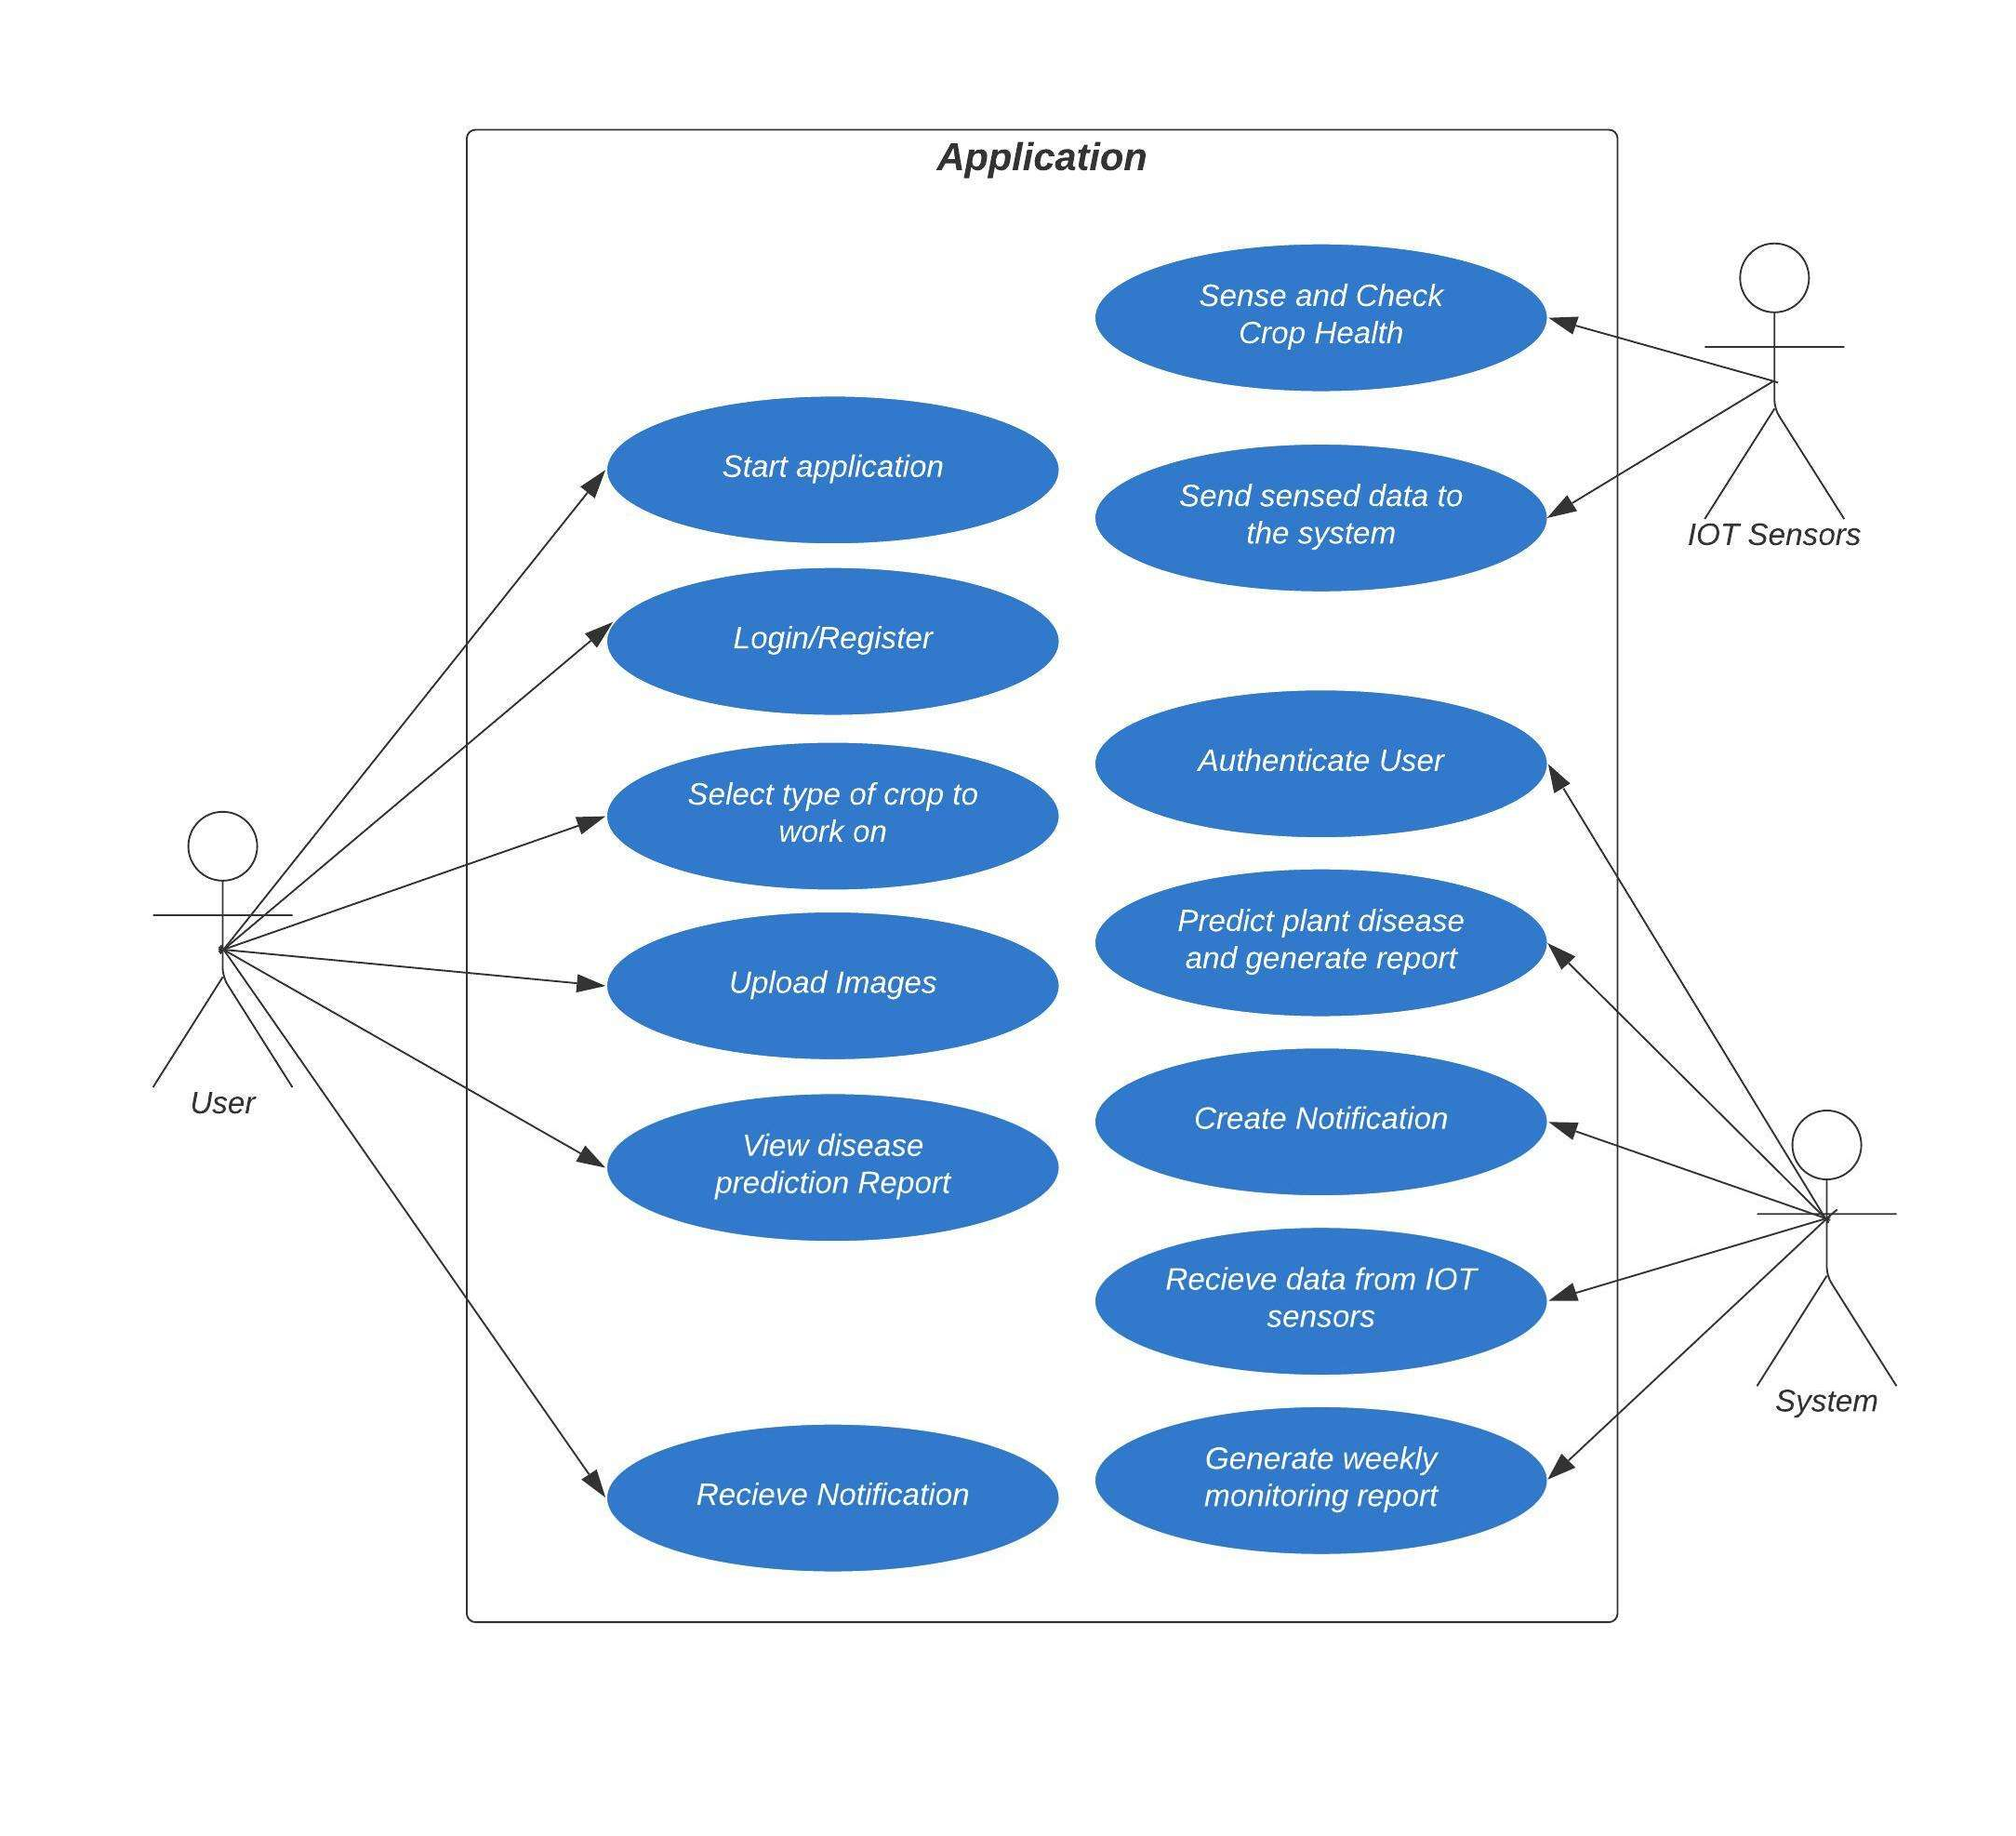 Application
Sense and Check
Crop Health
Start application
Send sensed data to
the system
IOT Sensors
Login/Register
Authenticate User
Select type of crop to
work on
Predict plant disease
and generate report
Upload Images
User
Create Notification
View disease
prediction Report
Recieve data from IOT
sensors
System
Generate weekly
monitoring report
Recieve Notification